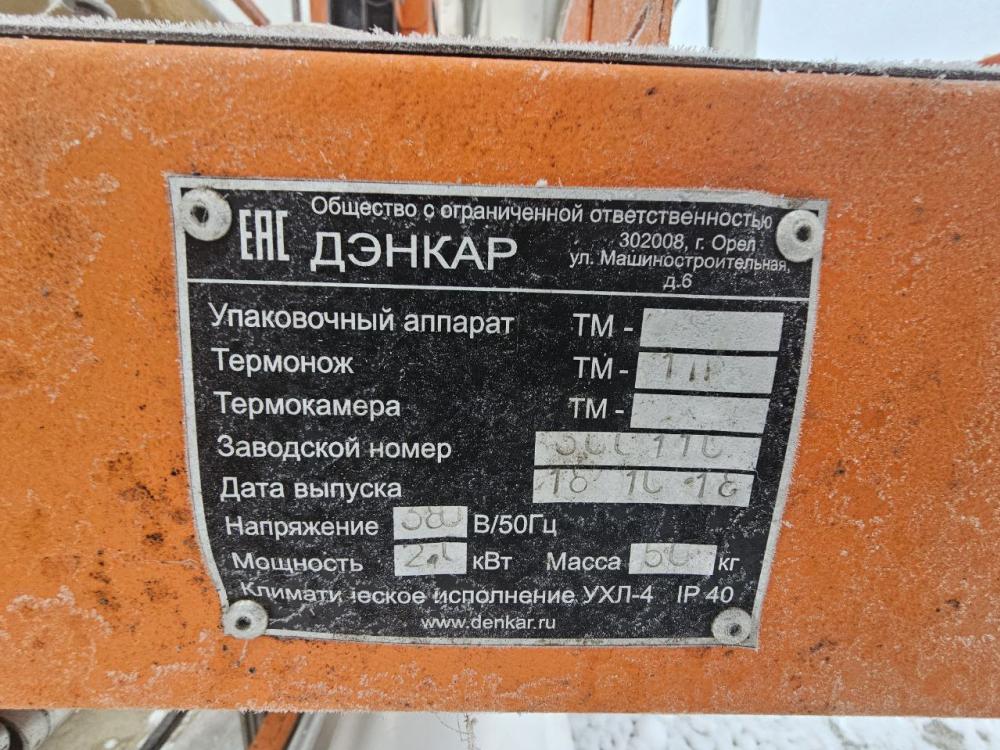 ЕАС
Общество с ограниченной ответственностью
ДЭНКАР
302008, г. Орел
ул. Машиностроительная,
д.6
Упаковочный аппарат ТМ -
Термонож ТМ -
Термокамера ТМ -
Заводской номер
Дата выпуска
Напряжение 380 В/50Гц
Мощность кВт Масса 50 кг
Климатическое исполнение УХЛ-4 IP 40
www.denkar.ru